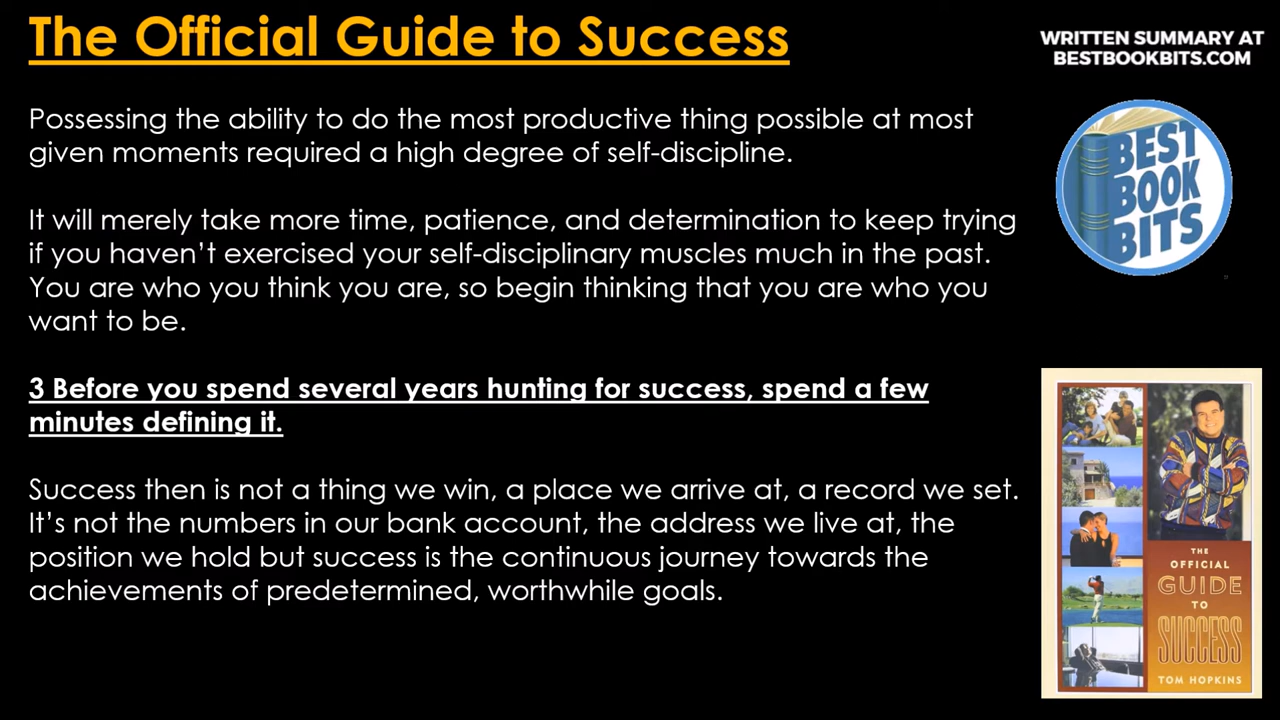 The Official Guide to Success
WRITTEN SUMMARY AT
BESTBOOKBITS.COM
Possessing the ability to do the most productive thing possible at most
given moments required a high degree of self-discipline.
It will merely take more time, patience, and determination to keep trying
if you haven’t exercised your self-disciplinary muscles much in the past.
You are who you think you are, so begin thinking that you are who you
want to be.
3 Before you spend several years hunting for success, spend a few
minutes defining it.
Success then is not a thing we win, a place we arrive at, a record we set.
It’s not the numbers in our bank account, the address we live at, the
position we hold but success is the continuous journey towards the
achievements of predetermined, worthwhile goals.
BEST
BOOK
BITS
THE
OFFICIAL
GUIDE
TO
SUCCESS
TOM HOPKINS